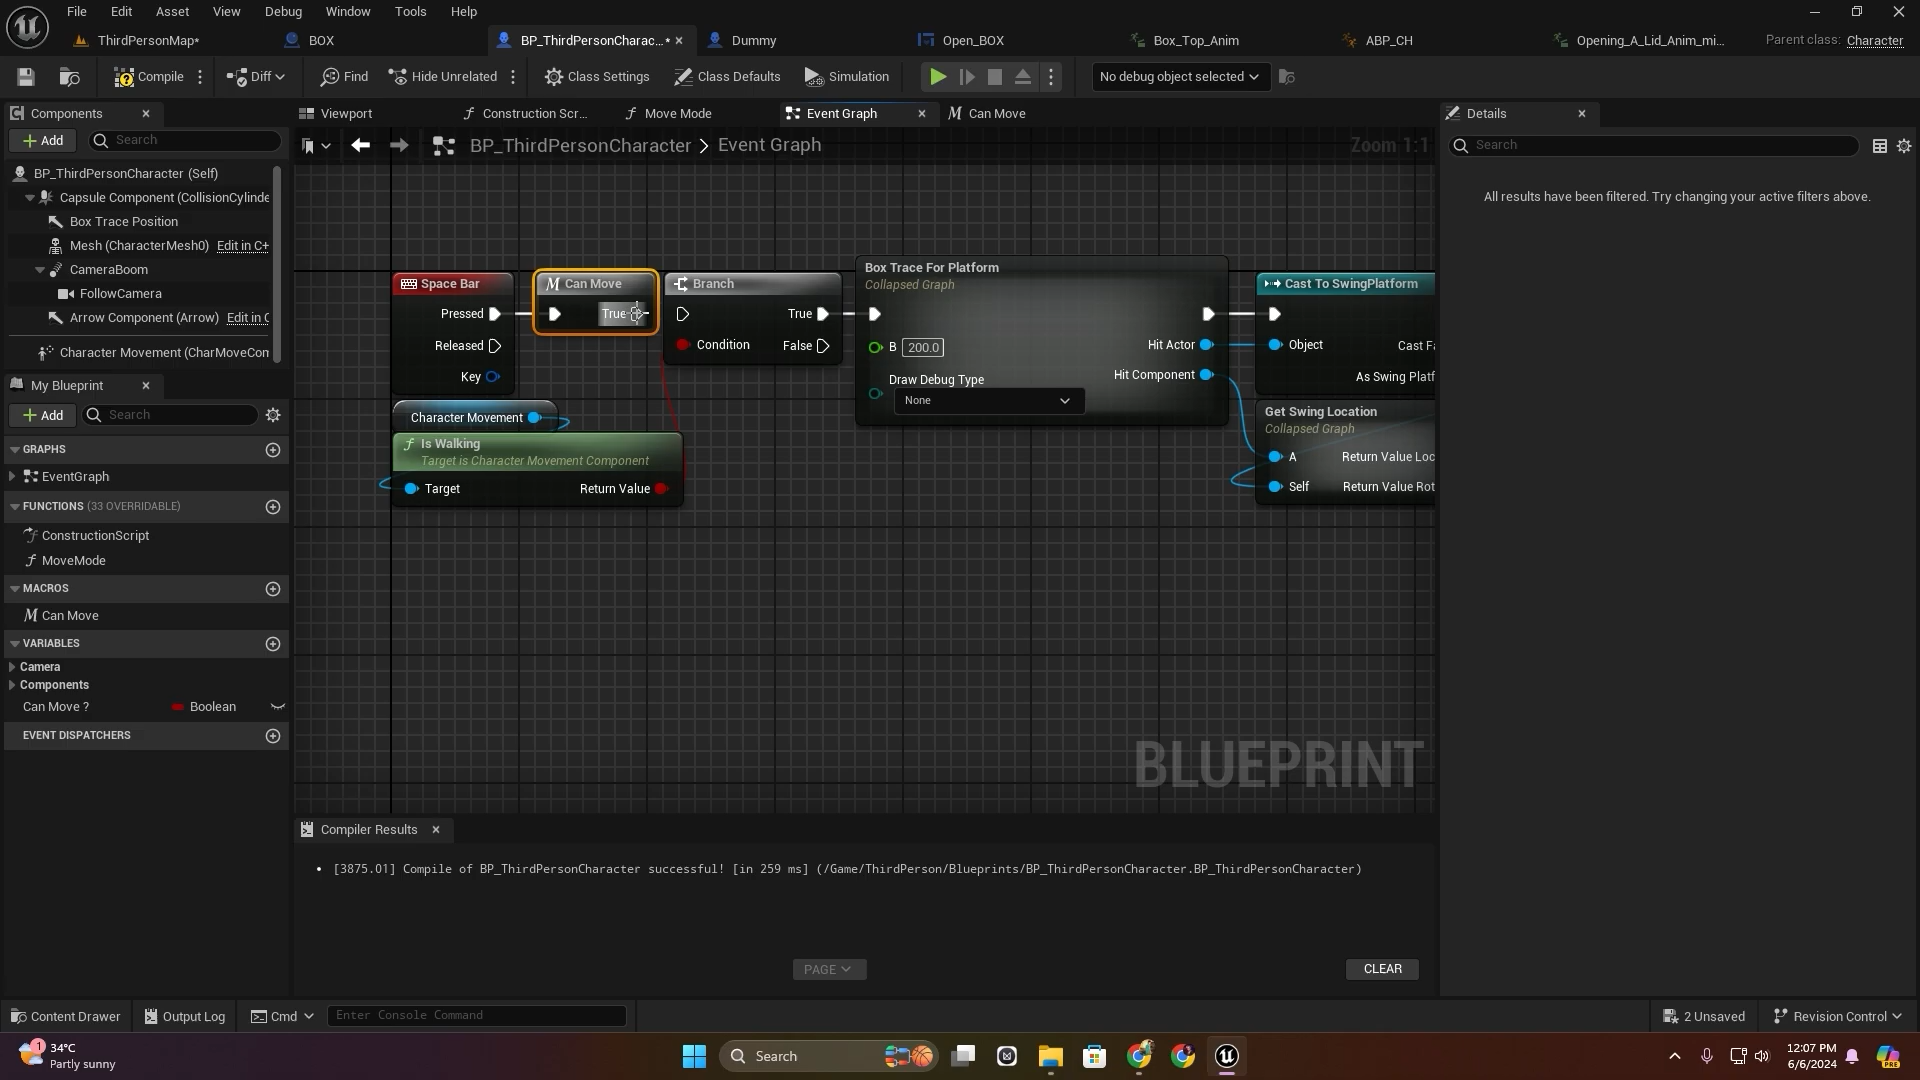 File Edit Asset View Debug Window Tools Help
ThirdPersonMap* BOX BP_ThirdPersonCharac...* Dummy Open_BOX Box_Top_Anim ABP_CH Opening_A_Lid_Anim_mi... Parent class: Character
Compile Diff Find Hide Unrelated Class Settings Class Defaults Simulation No debug object selected
Components Viewport Construction Scr... Move Mode Event Graph Can Move Details
Add Search BP_ThirdPersonCharacter > Event Graph Zoom 1:1 Search
BP_ThirdPersonCharacter (Self)
Capsule Component (CollisionCylinde
Box Trace Position
Mesh (CharacterMesh0) Edit in C+
CameraBoom
FollowCamera
Arrow Component (Arrow) Edit in C
Character Movement (CharMoveCom
All results have been filtered. Try changing your active filters above.
Space Bar
Pressed
Released
Key
Can Move
True
Branch
True
Condition
False
Box Trace For Platform
Collapsed Graph
B 200.0
Hit Actor
Hit Component
Draw Debug Type
None
Cast To SwingPlatform
Object
Cast Fa
As Swing Platf
Character Movement
Is Walking
Target is Character Movement Component
Target Return Value
Get Swing Location
Collapsed Graph
A Return Value Loc
Self Return Value Rot
My Blueprint
Add Search
GRAPHS
EventGraph
FUNCTIONS (33 OVERRIDABLE)
ConstructionScript
MoveMode
MACROS
Can Move
VARIABLES
Camera
Components
Can Move ? Boolean
EVENT DISPATCHERS
BLUEPRINT
Compiler Results
[3875.01] Compile of BP_ThirdPersonCharacter successful! [in 259 ms] (/Game/ThirdPerson/Blueprints/BP_ThirdPersonCharacter.BP_ThirdPersonCharacter)
PAGE CLEAR
Content Drawer Output Log Cmd Enter Console Command 2 Unsaved Revision Control
1 34°C
Partly sunny
Search
12:07 PM
6/6/2024
PRE